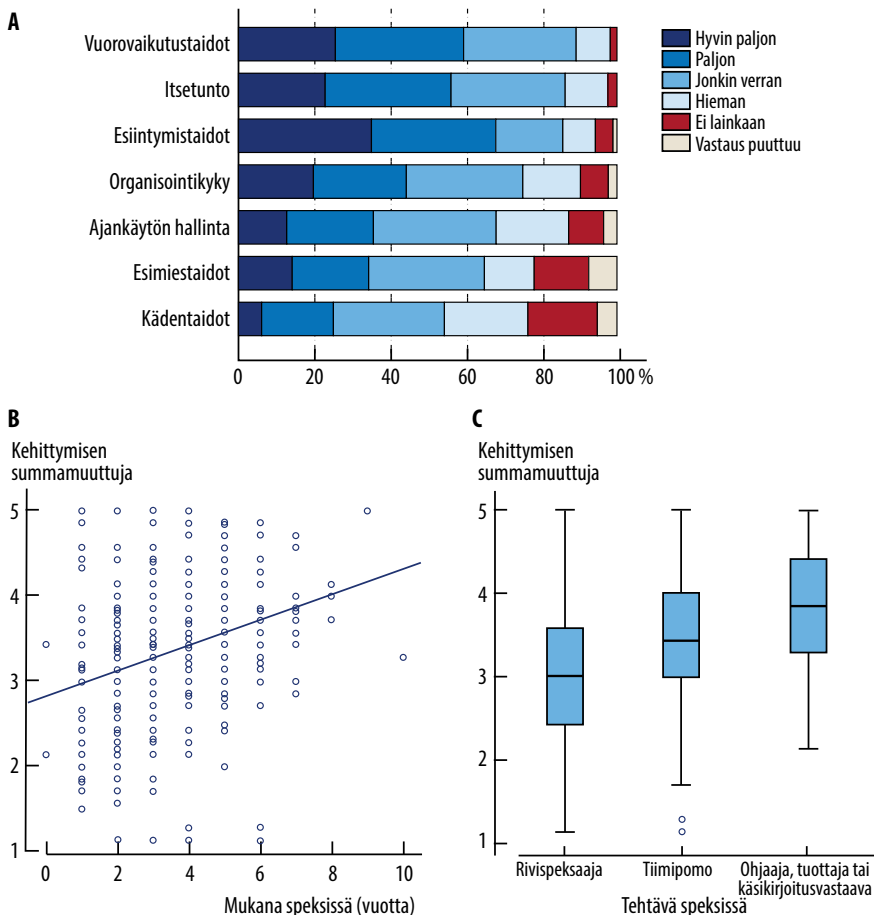 A
Vuorovaikutustaidot
Itsetunto
Esiintymistaidot
Organisointikyky
Ajankäytön hallinta
Esimiestaidot
Kädentaidot
0 20 40 60 80 100 %
Hyvin paljon
Paljon
Jonkin verran
Hieman
Ei lainkaan
Vastaus puuttuu
B
Kehittymisen
summamuuttuja
5
4
3
2
1
0 2 4 6 8 10
Mukana speksissä (vuotta)
C
Kehittymisen
summamuuttuja
5
4
3
2
1
Rivispeksaaja Tiimipomo Ohjaaja, tuottaja tai
käsikirjoitusvastaava
Tehtävä speksissä